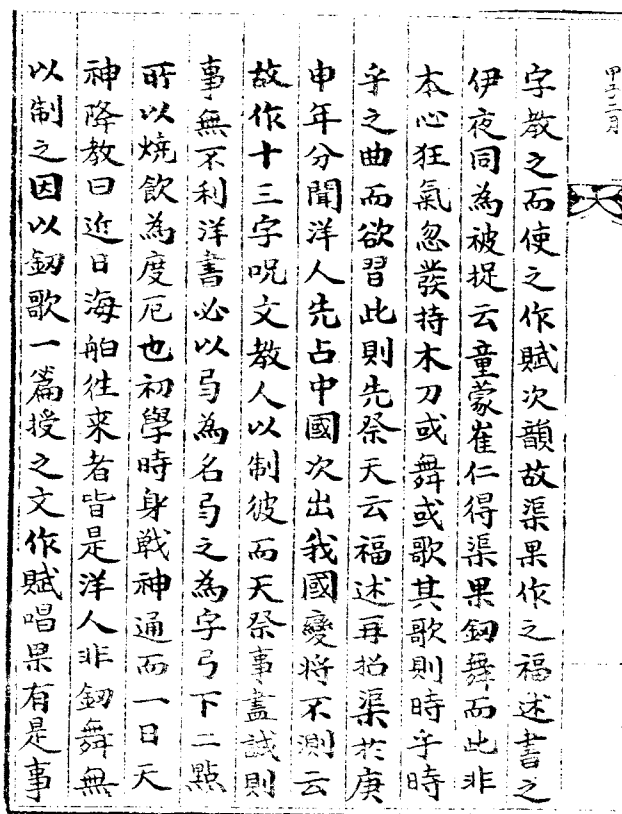 甲子二月
字教之而使之作賦次韻故渠果作之福述書之
伊夜同為被捉云童蒙崔仁得渠果釖舞而此非
本心狂氣忽發持木刀或舞或歌其歌則時乎時
乎之曲而欲習此則先祭天云福述再招渠於庚
申年分聞洋人先占中國次出我國變將不測云
故作十三字呪文教人以制彼而天祭事盡誠則
事無不利洋書必以弓為名弓之為字弓下二點
所以燒飲為度厄也初學時身戰神通而一日天
神降教曰近日海舶往来者皆是洋人非釖舞無
以制之因以釖歌一篇授之文作賦唱果有是事